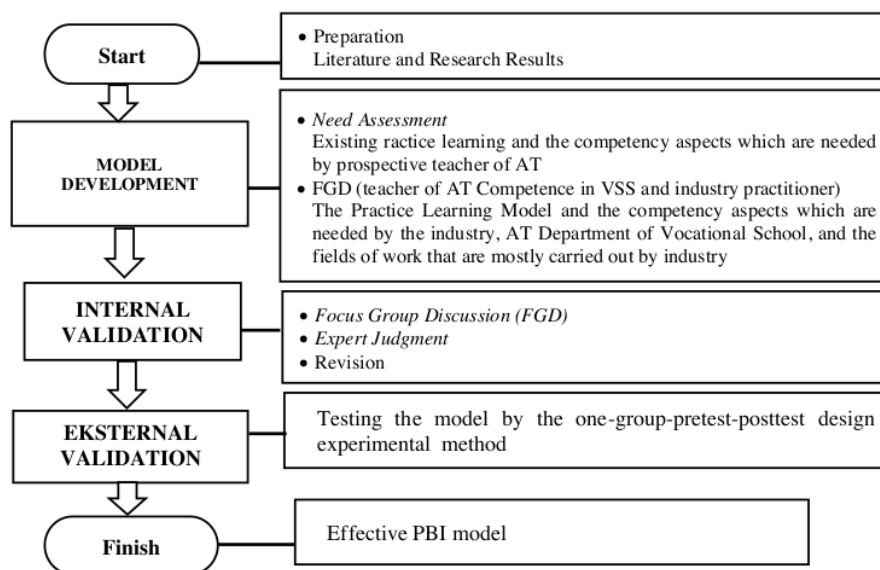 Start
• Preparation
Literature and Research Results
MODEL
DEVELOPMENT
• Need Assessment
Existing ractice learning and the competency aspects which are needed
by prospective teacher of AT
• FGD (teacher of AT Competence in VSS and industry practitioner)
The Practice Learning Model and the competency aspects which are
needed by the industry, AT Department of Vocational School, and the
fields of work that are mostly carried out by industry
INTERNAL
VALIDATION
• Focus Group Discussion (FGD)
• Expert Judgment
• Revision
EKSTERNAL
VALIDATION
Testing the model by the one-group-pretest-posttest design
experimental method
Finish
Effective PBI model